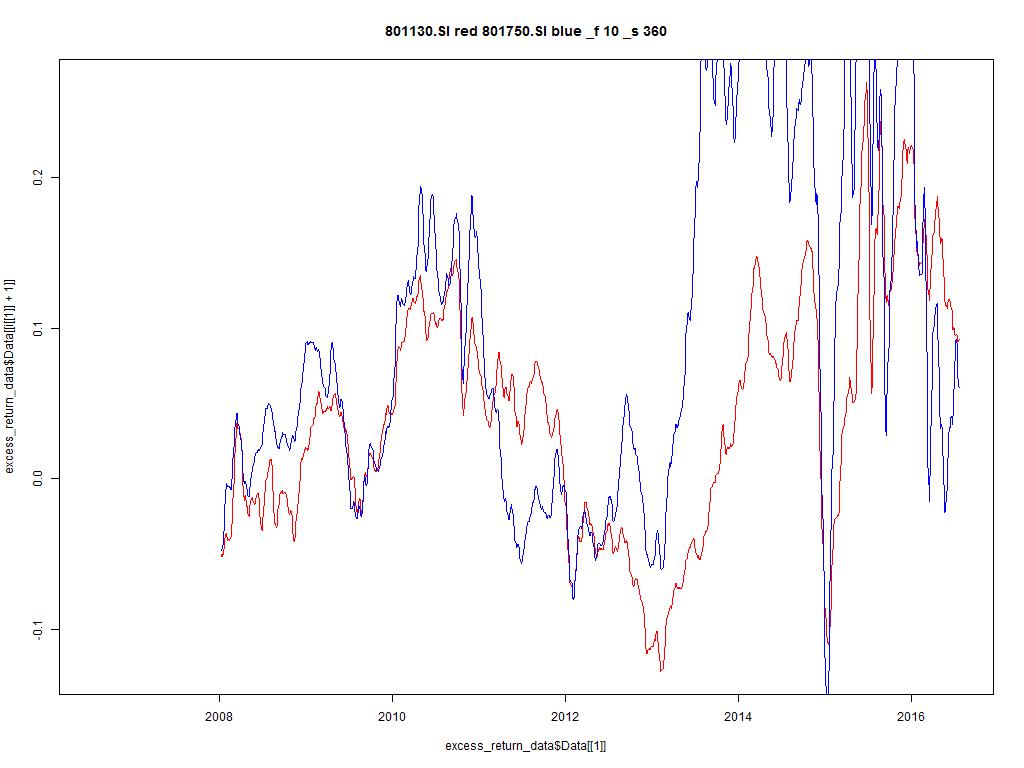 801130.SI red 801750.SI blue _f 10 _s 360
excess_return_data$Data[[i[[1]] + 1]]
0.2
0.1
0.0
-0.1
2008 2010 2012 2014 2016
excess_return_data$Data[[1]]